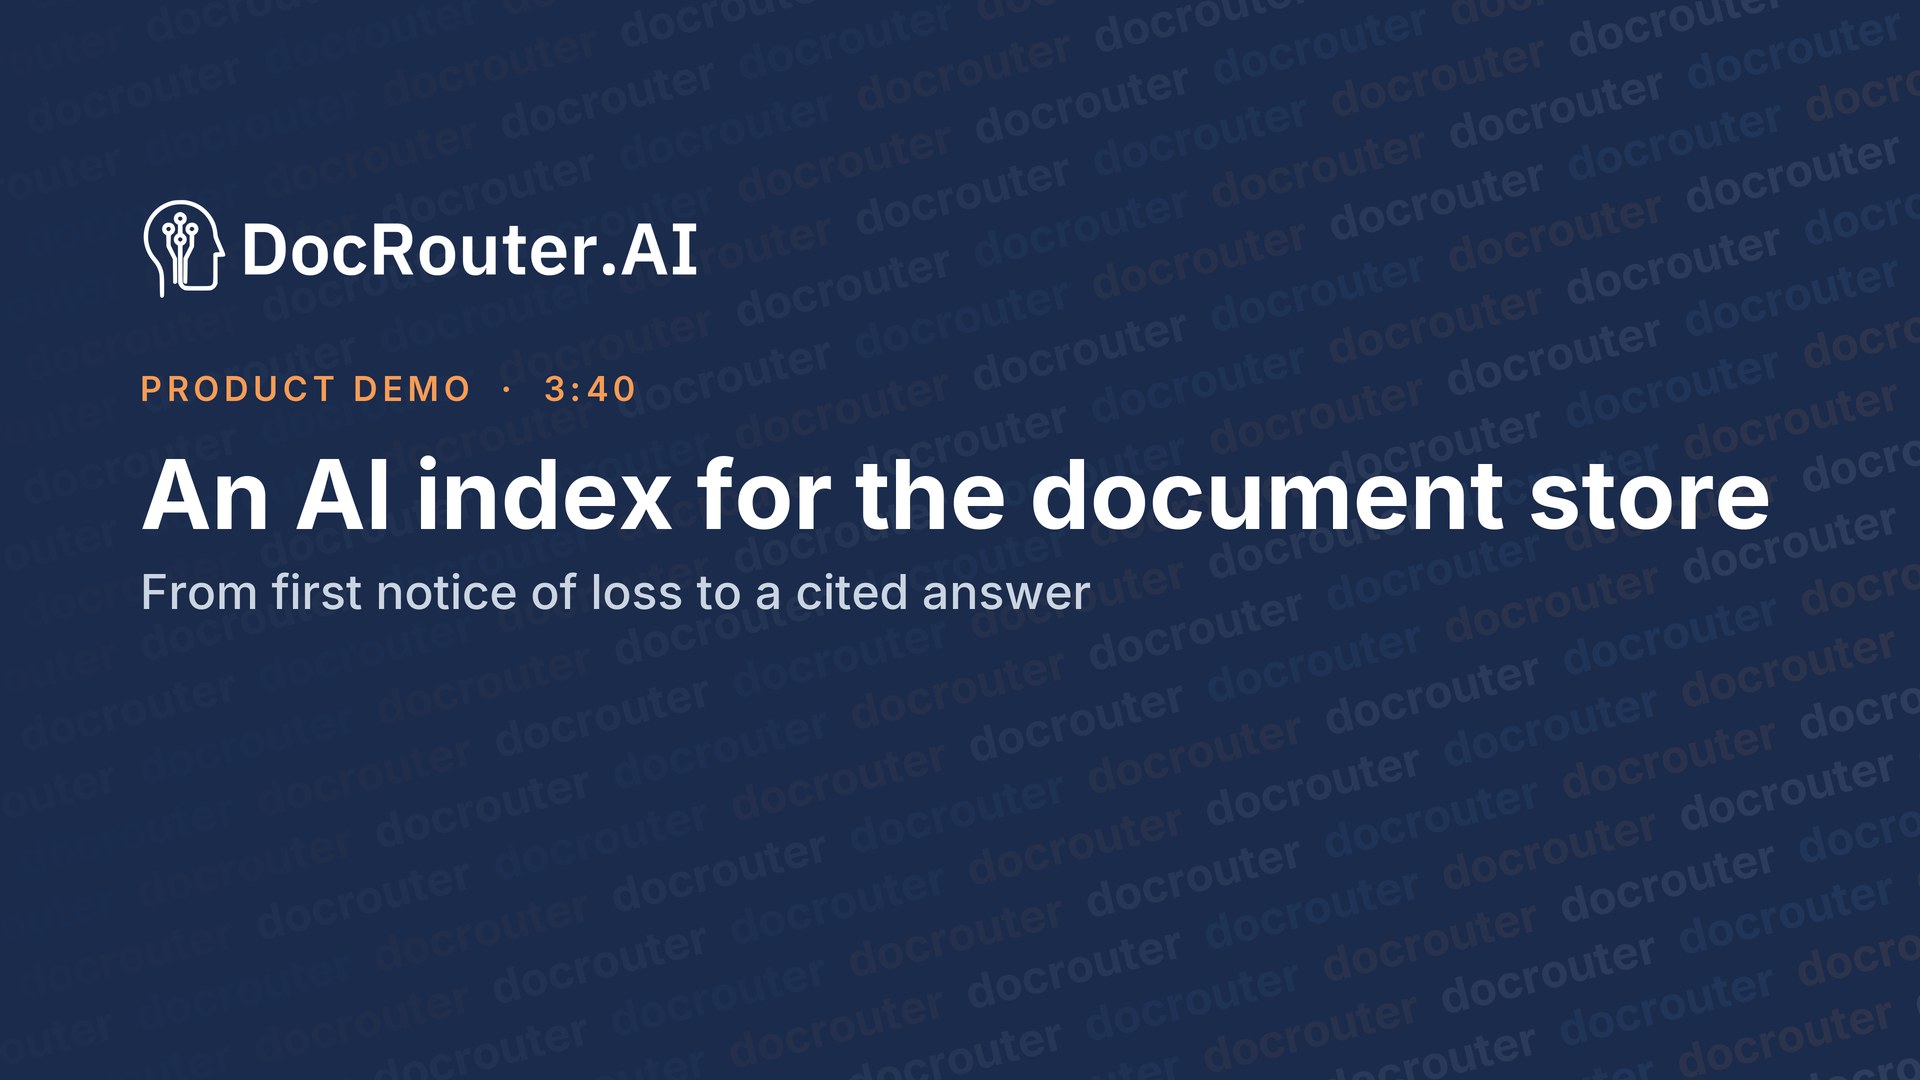 DocRouter.AI
PRODUCT DEMO · 3:40
An AI index for the document store
From first notice of loss to a cited answer